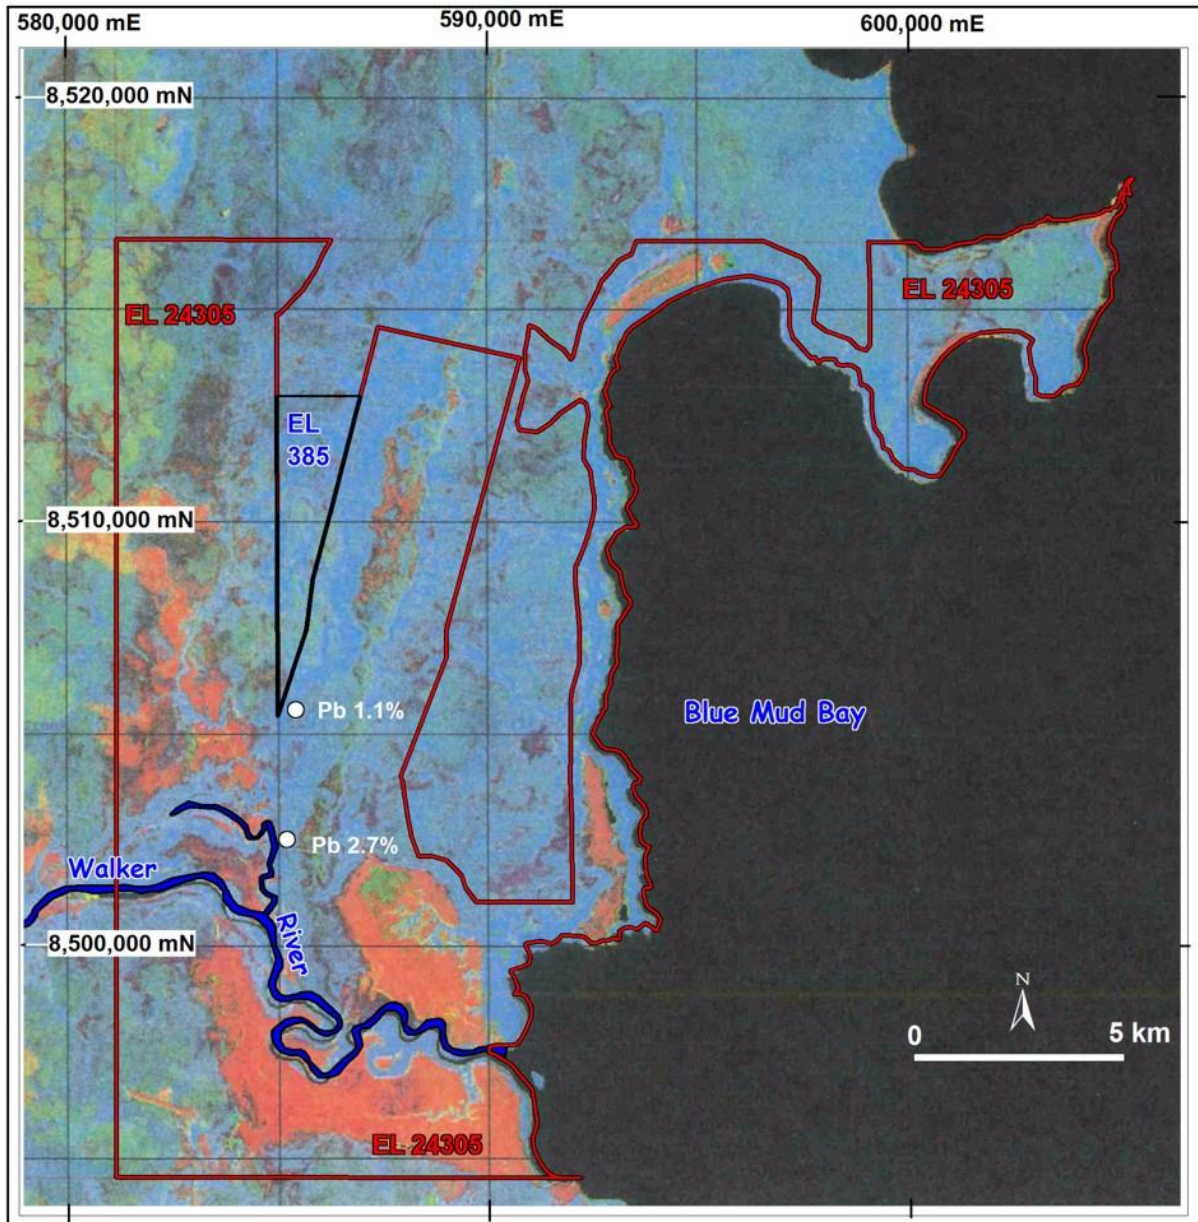 580,000 mE
590,000 mE
600,000 mE
8,520,000 mN
EL 24305
EL 24305
EL
385
8,510,000 mN
Pb 1.1%
Blue Mud Bay
Pb 2.7%
Walker
River
8,500,000 mN
N
0
5 km
EL 24305